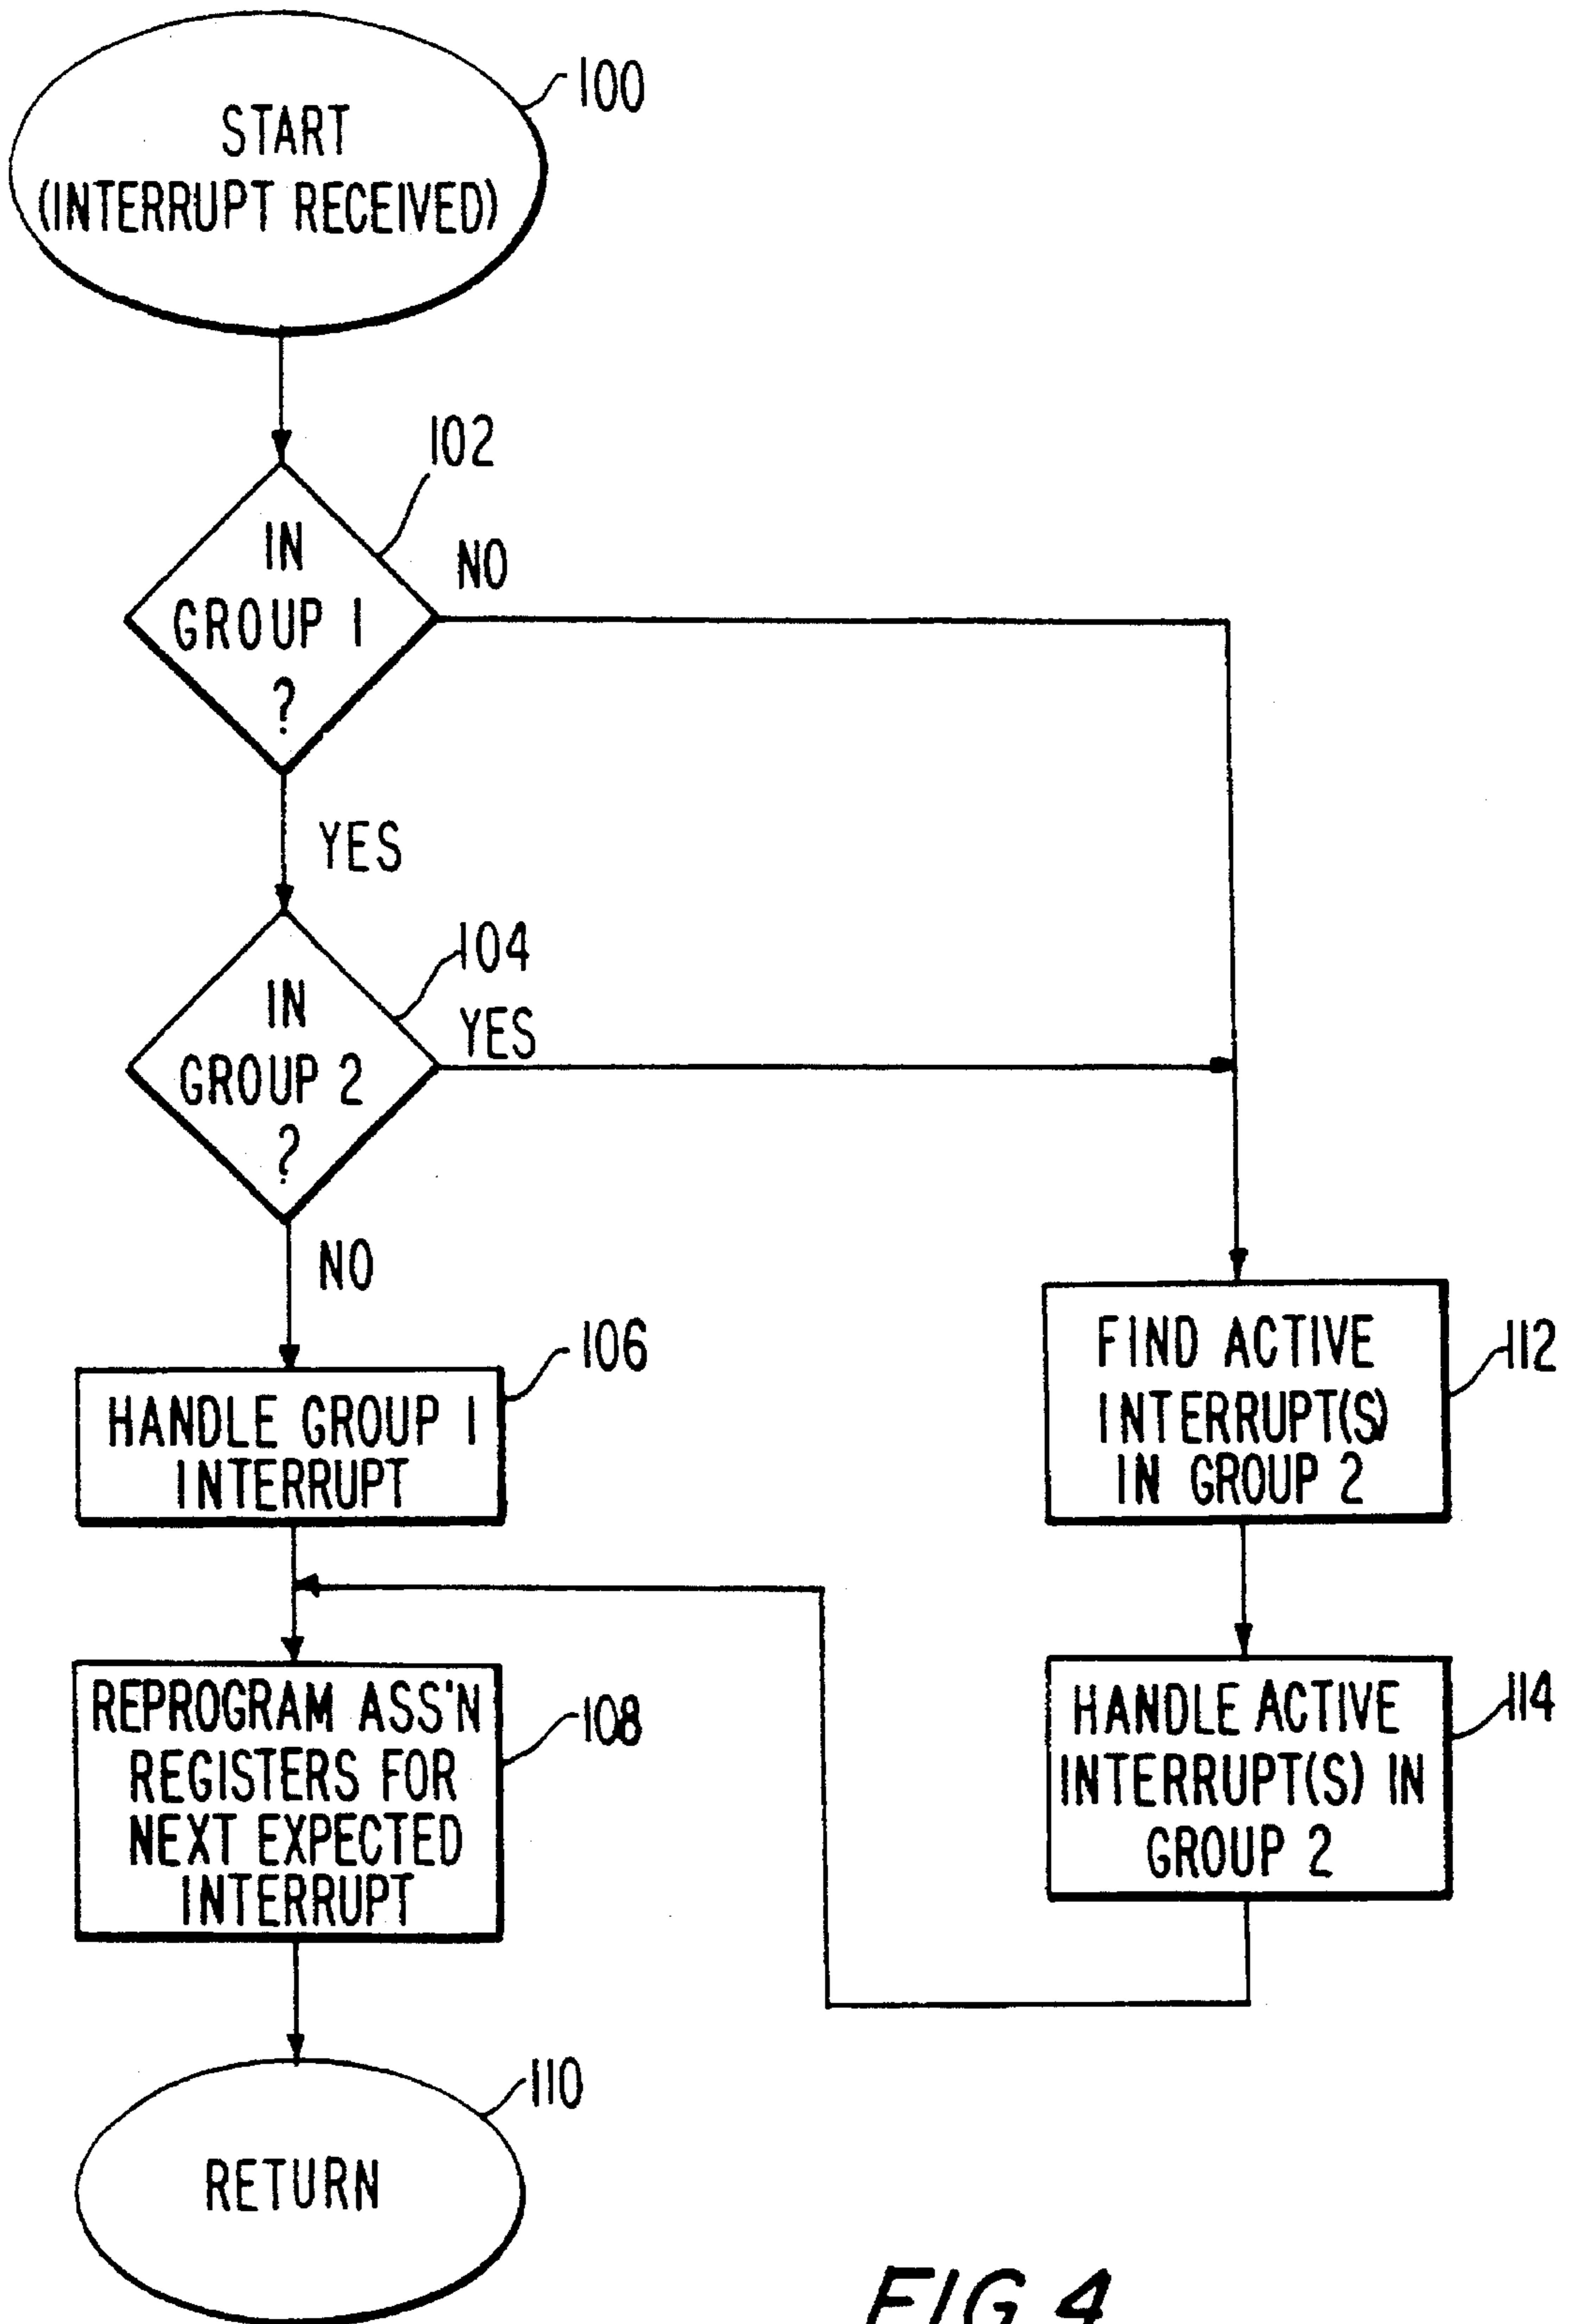 START
(INTERRUPT RECEIVED)
100
102
IN
GROUP 1
?
NO
YES
104
IN
GROUP 2
?
YES
NO
106
HANDLE GROUP 1
INTERRUPT
FIND ACTIVE
INTERRUPT(S)
IN GROUP 2
112
REPROGRAM ASS'N
REGISTERS FOR
NEXT EXPECTED
INTERRUPT
108
HANDLE ACTIVE
INTERRUPT(S) IN
GROUP 2
114
110
RETURN
FIG 4